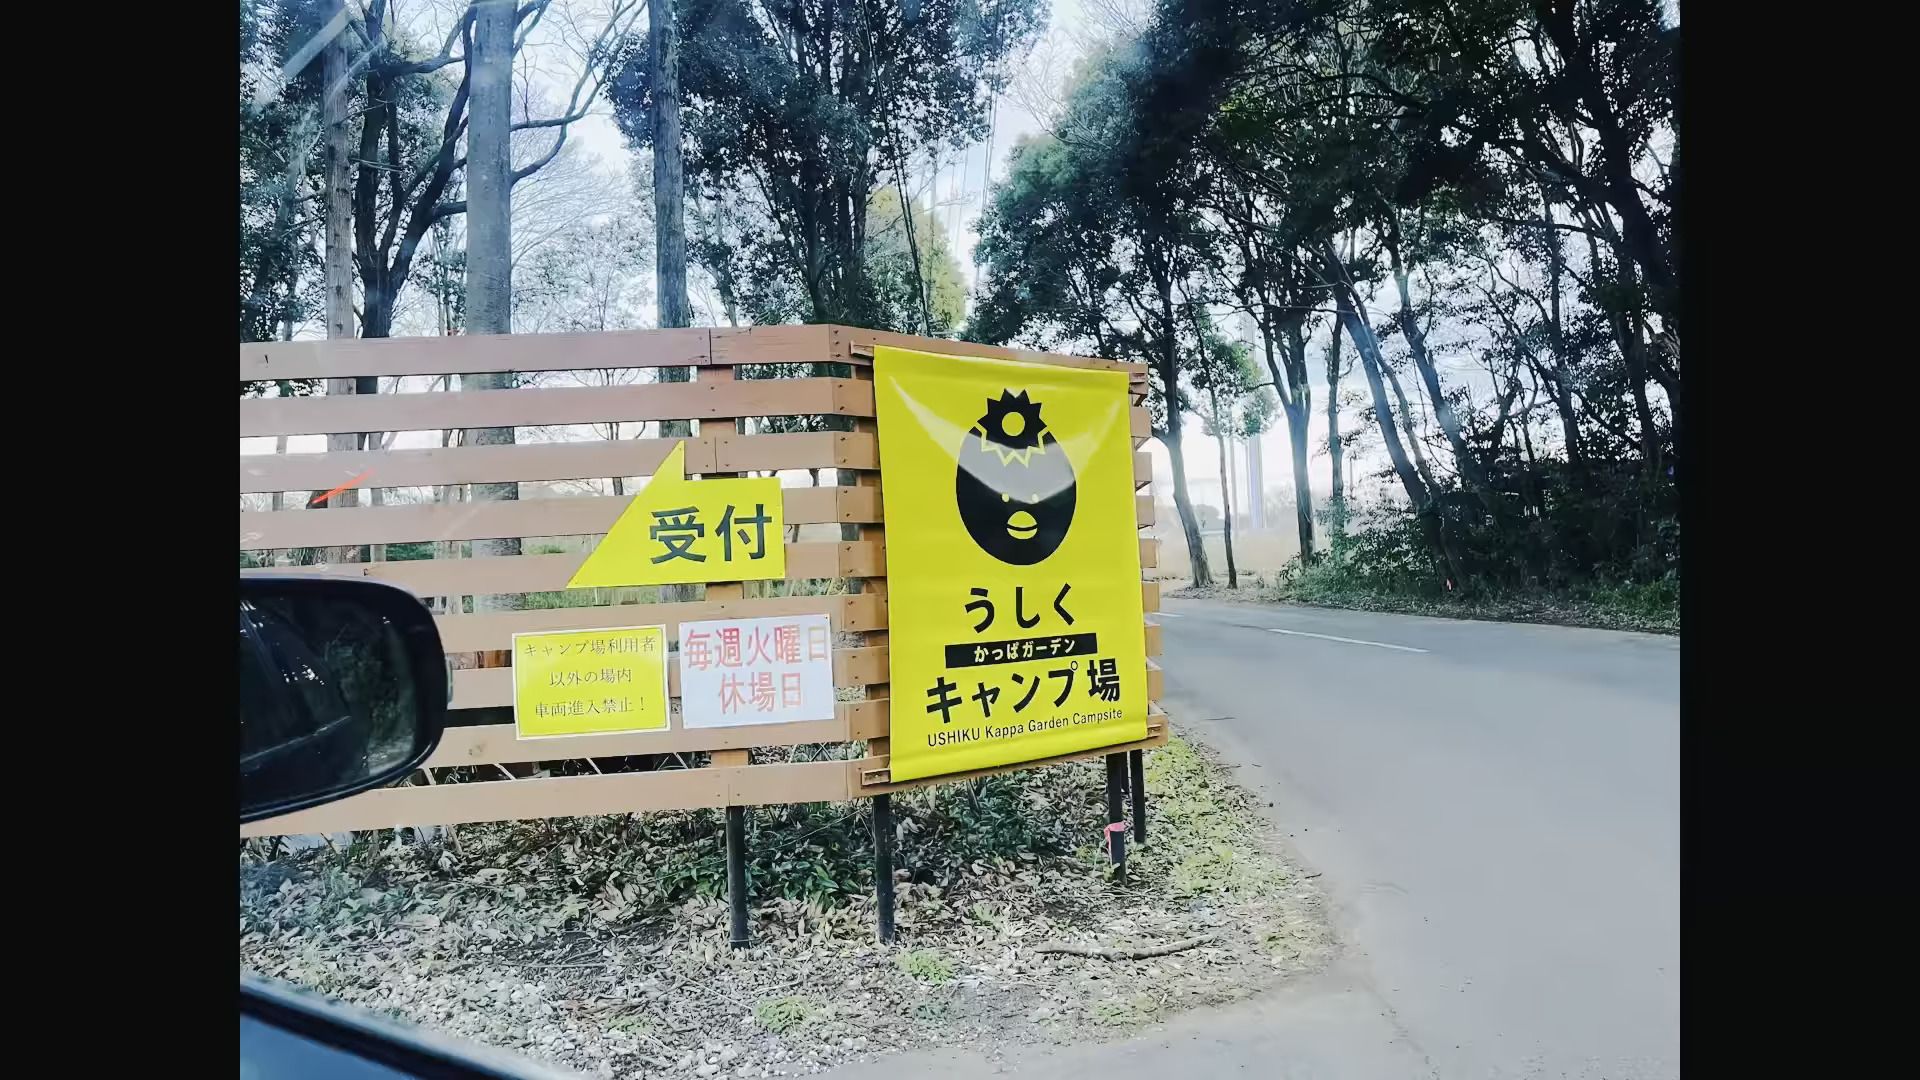 受付
キャンプ場利用者
以外の場内
車両進入禁止！
毎週火曜日
休場日
うしく
かっぱガーデン
キャンプ場
USHIKU Kappa Garden Campsite